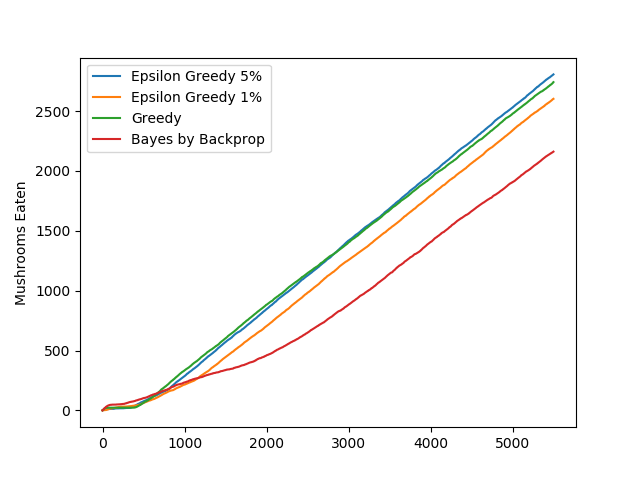 Epsilon Greedy 5%
Epsilon Greedy 1%
Greedy
Bayes by Backprop
Mushrooms Eaten
2500
2000
1500
1000
500
0
0 1000 2000 3000 4000 5000